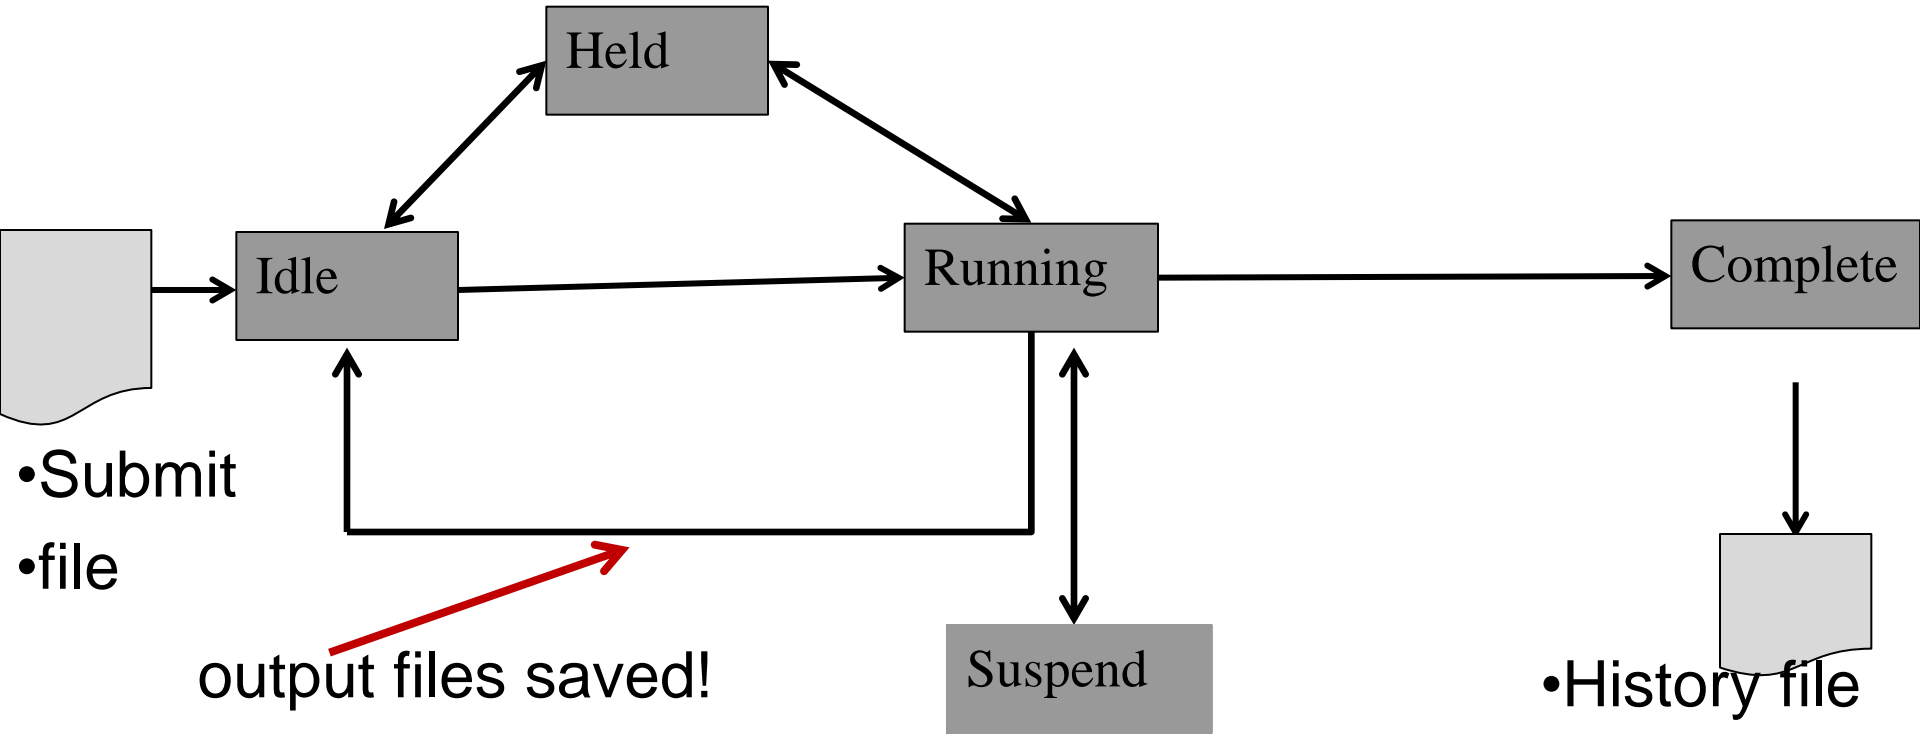 Held
Idle
Running
Complete
•Submit
•file
output files saved!
Suspend
•History file